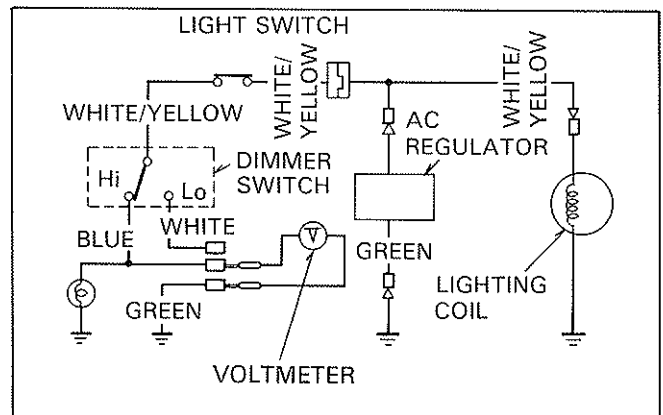 LIGHT SWITCH
WHITE/
YELLOW
WHITE/
YELLOW
WHITE/YELLOW
AC
REGULATOR
DIMMER
SWITCH
Hi
Lo
WHITE
BLUE
V
GREEN
GREEN
LIGHTING
COIL
VOLTMETER